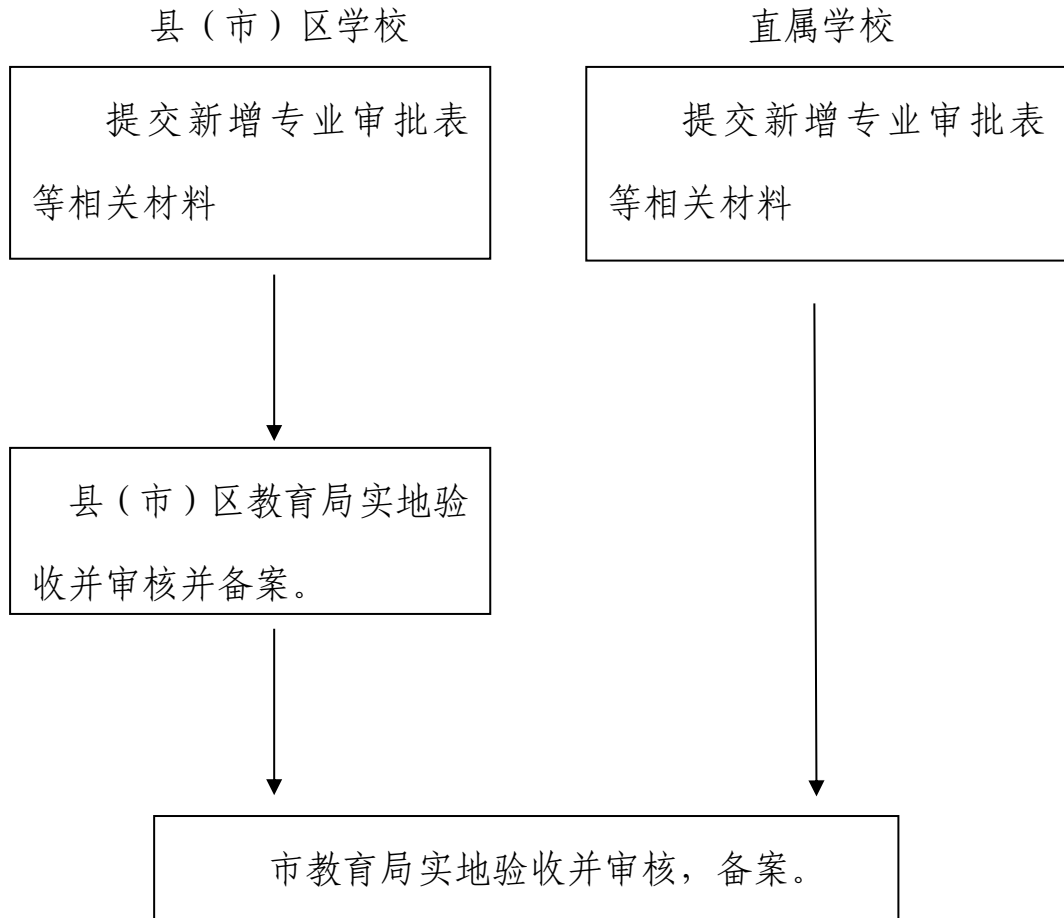 县（市）区学校
直属学校
提交新增专业审批表
等相关材料
提交新增专业审批表
等相关材料
县（市）区教育局实地验
收并审核并备案。
市教育局实地验收并审核，备案。